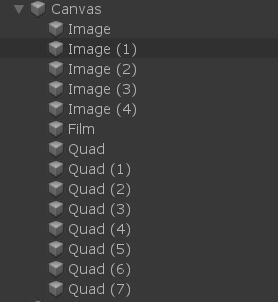 Canvas
Image
Image (1)
Image (2)
Image (3)
Image (4)
Film
Quad
Quad (1)
Quad (2)
Quad (3)
Quad (4)
Quad (5)
Quad (6)
Quad (7)